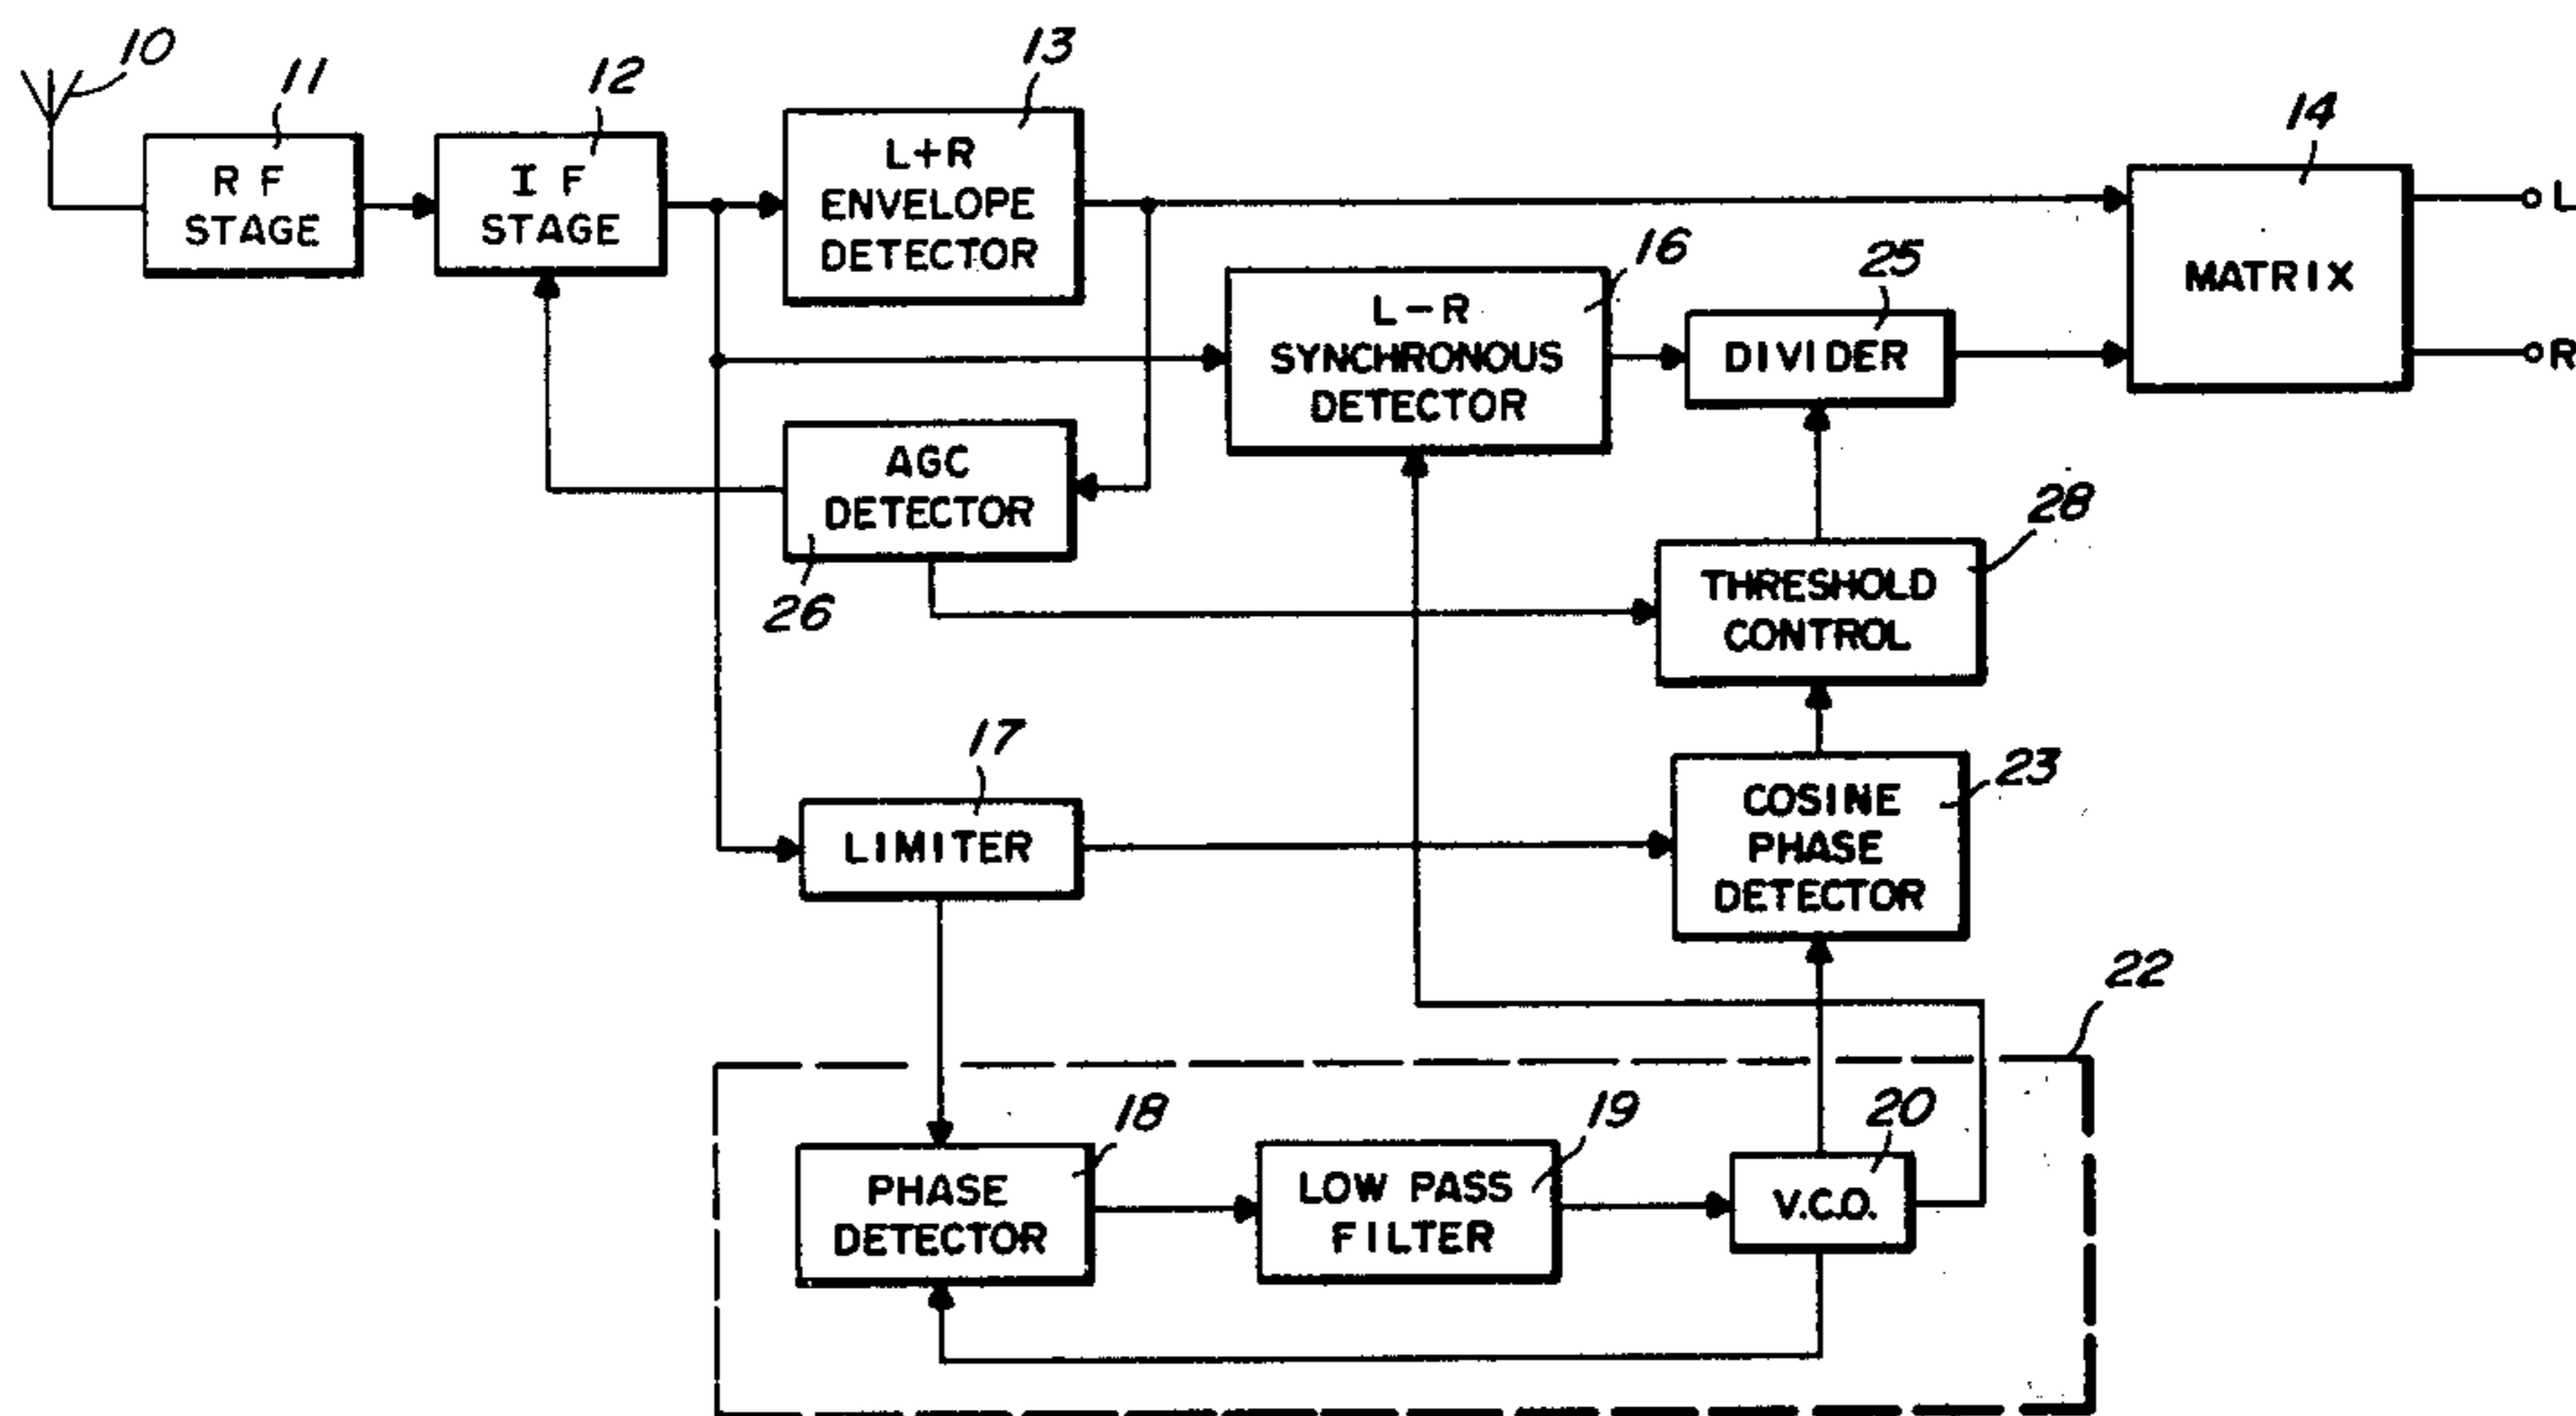 10
11
12
13
14
R F
STAGE
I F
STAGE
L+R
ENVELOPE
DETECTOR
L
MATRIX
R
16
L-R
SYNCHRONOUS
DETECTOR
25
DIVIDER
AGC
DETECTOR
26
28
THRESHOLD
CONTROL
17
LIMITER
23
COSINE
PHASE
DETECTOR
22
18
PHASE
DETECTOR
19
LOW PASS
FILTER
20
V.C.O.